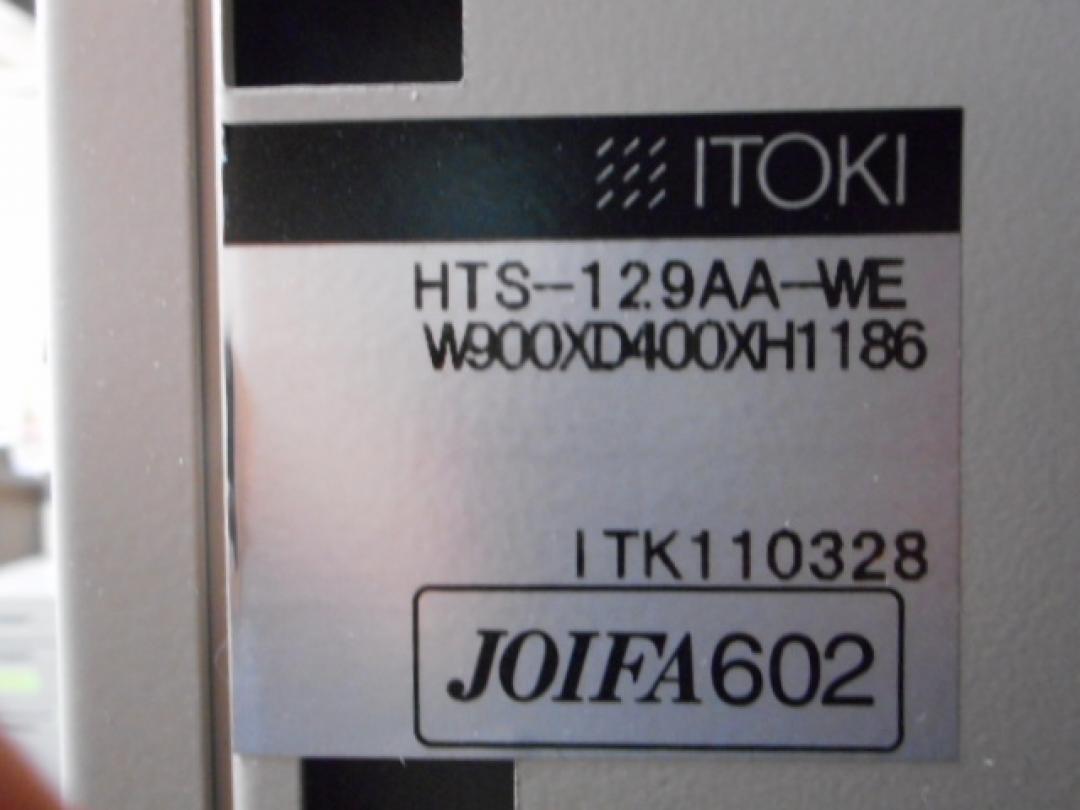 ITOKI
HTS-12.9AA-WE
W900XD400XH1186
ITK110328
JOIFA602